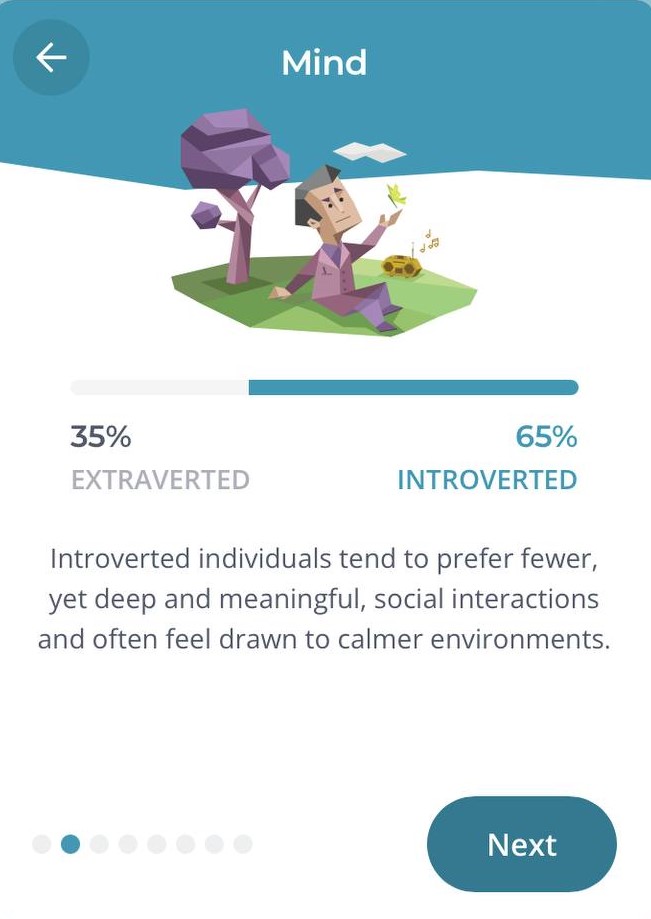 Mind
35%
65%
EXTRAVERTED
INTROVERTED
Introverted individuals tend to prefer fewer,
yet deep and meaningful, social interactions
and often feel drawn to calmer environments.
Next